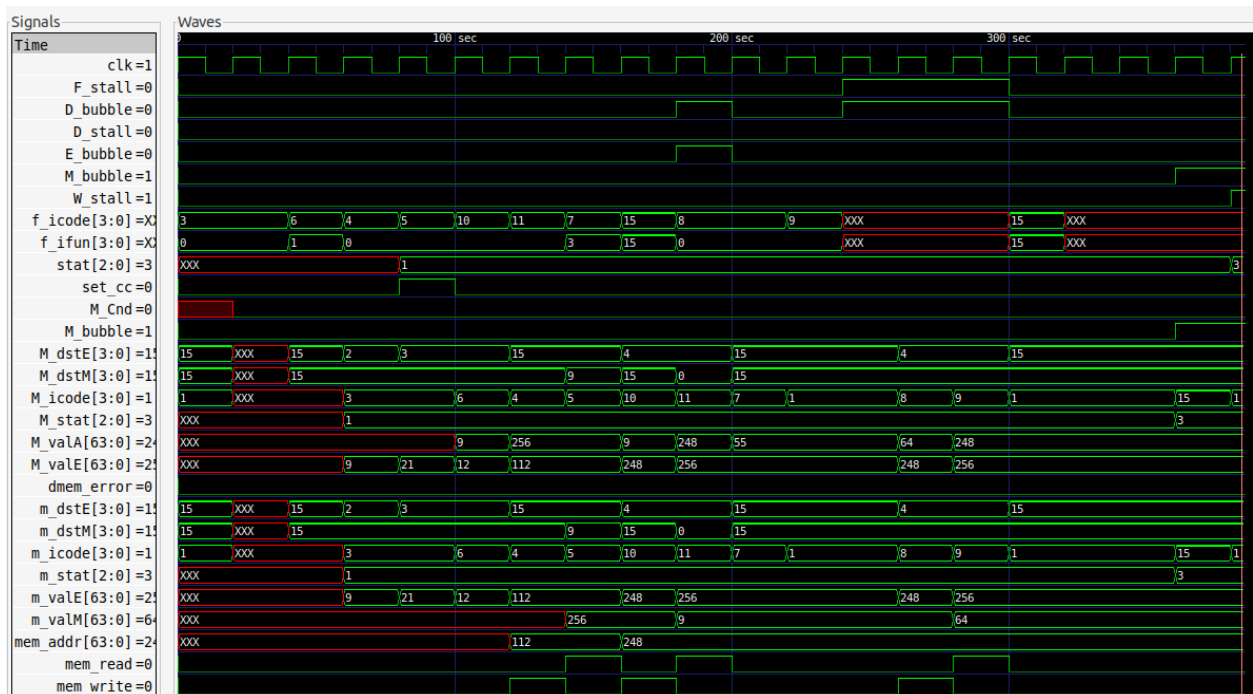 Signals Waves
Time 0 100 sec 200 sec 300 sec
clk=1
F_stall=0
D_bubble=0
D_stall=0
E_bubble=0
M_bubble=1
W_stall=1
f_icode[3:0]=XX 3 6 4 5 10 11 7 15 8 9 XXX 15 XXX
f_ifun[3:0]=XX 0 1 0 3 15 0 XXX 15 XXX
stat[2:0]=3 XXX 1 3
set_cc=0
M_Cnd=0
M_bubble=1
M_dstE[3:0]=15 15 XXX 15 2 3 15 4 15 4 15
M_dstM[3:0]=15 15 XXX 15 9 15 0 15
M_icode[3:0]=1 1 XXX 3 6 4 5 10 11 7 1 8 9 1 15 1
M_stat[2:0]=3 XXX 1 3
M_valA[63:0]=24 XXX 9 256 9 248 55 64 248
M_valE[63:0]=25 XXX 9 21 12 112 248 256 248 256
dmem_error=0
m_dstE[3:0]=15 15 XXX 15 2 3 15 4 15 4 15
m_dstM[3:0]=15 15 XXX 15 9 15 0 15
m_icode[3:0]=1 1 XXX 3 6 4 5 10 11 7 1 8 9 1 15 1
m_stat[2:0]=3 XXX 1 3
m_valE[63:0]=25 XXX 9 21 12 112 248 256 248 256
m_valM[63:0]=64 XXX 256 9 64
mem_addr[63:0]=24 XXX 112 248
mem_read=0
mem_write=0